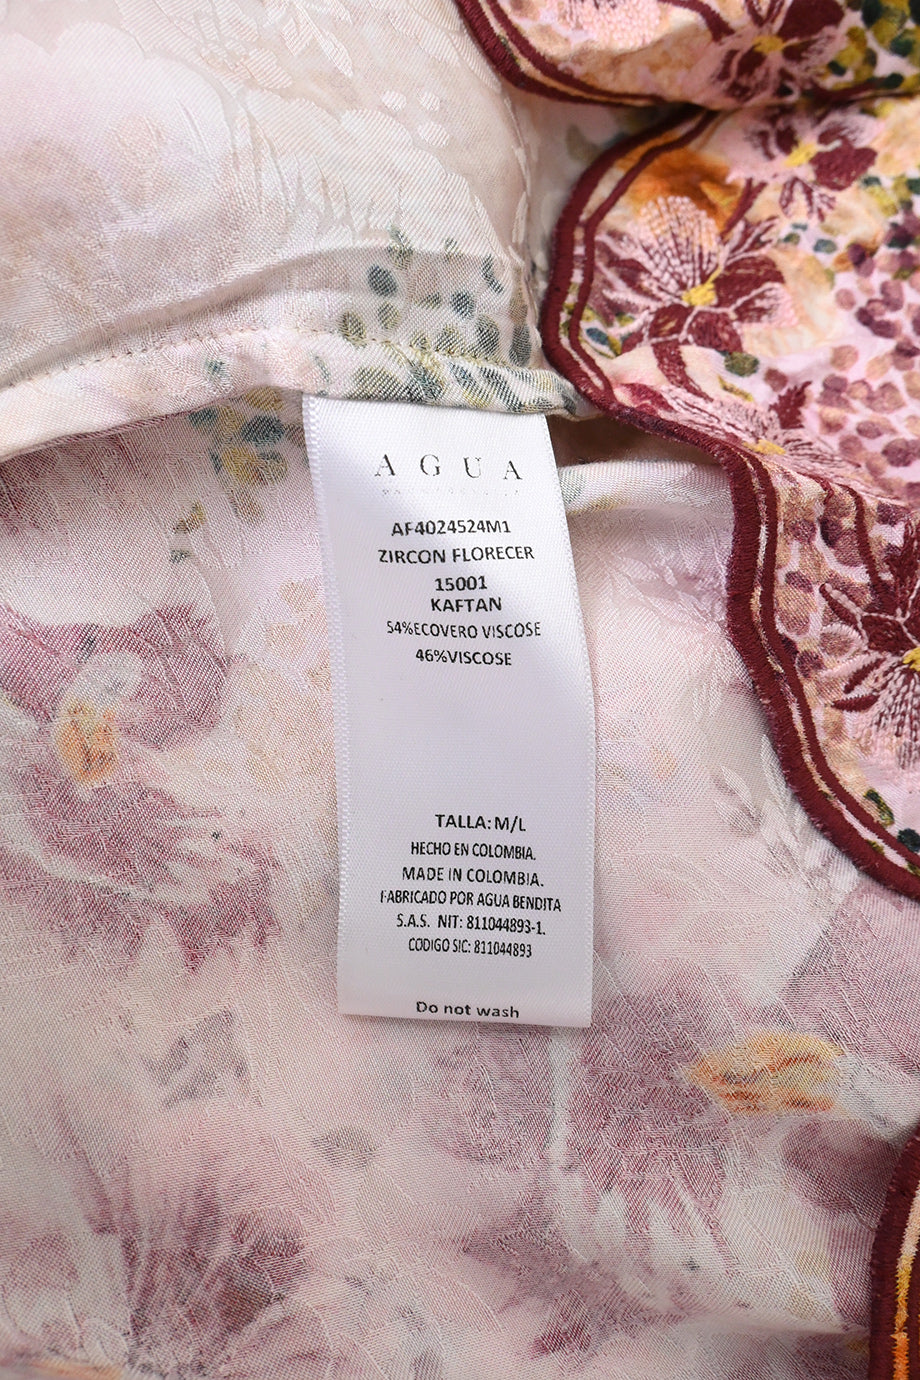 AGUA
AF4024524M1
ZIRCON FLORECER
15001
KAFTAN
54%ECOVERO VISCOSE
46%VISCOSE
TALLA: M/L
HECHO EN COLOMBIA.
MADE IN COLOMBIA.
FABRICADO POR AGUA BENDITA
S.A.S. NIT: 811044893-1.
CODIGO SIC: 811044893
Do not wash